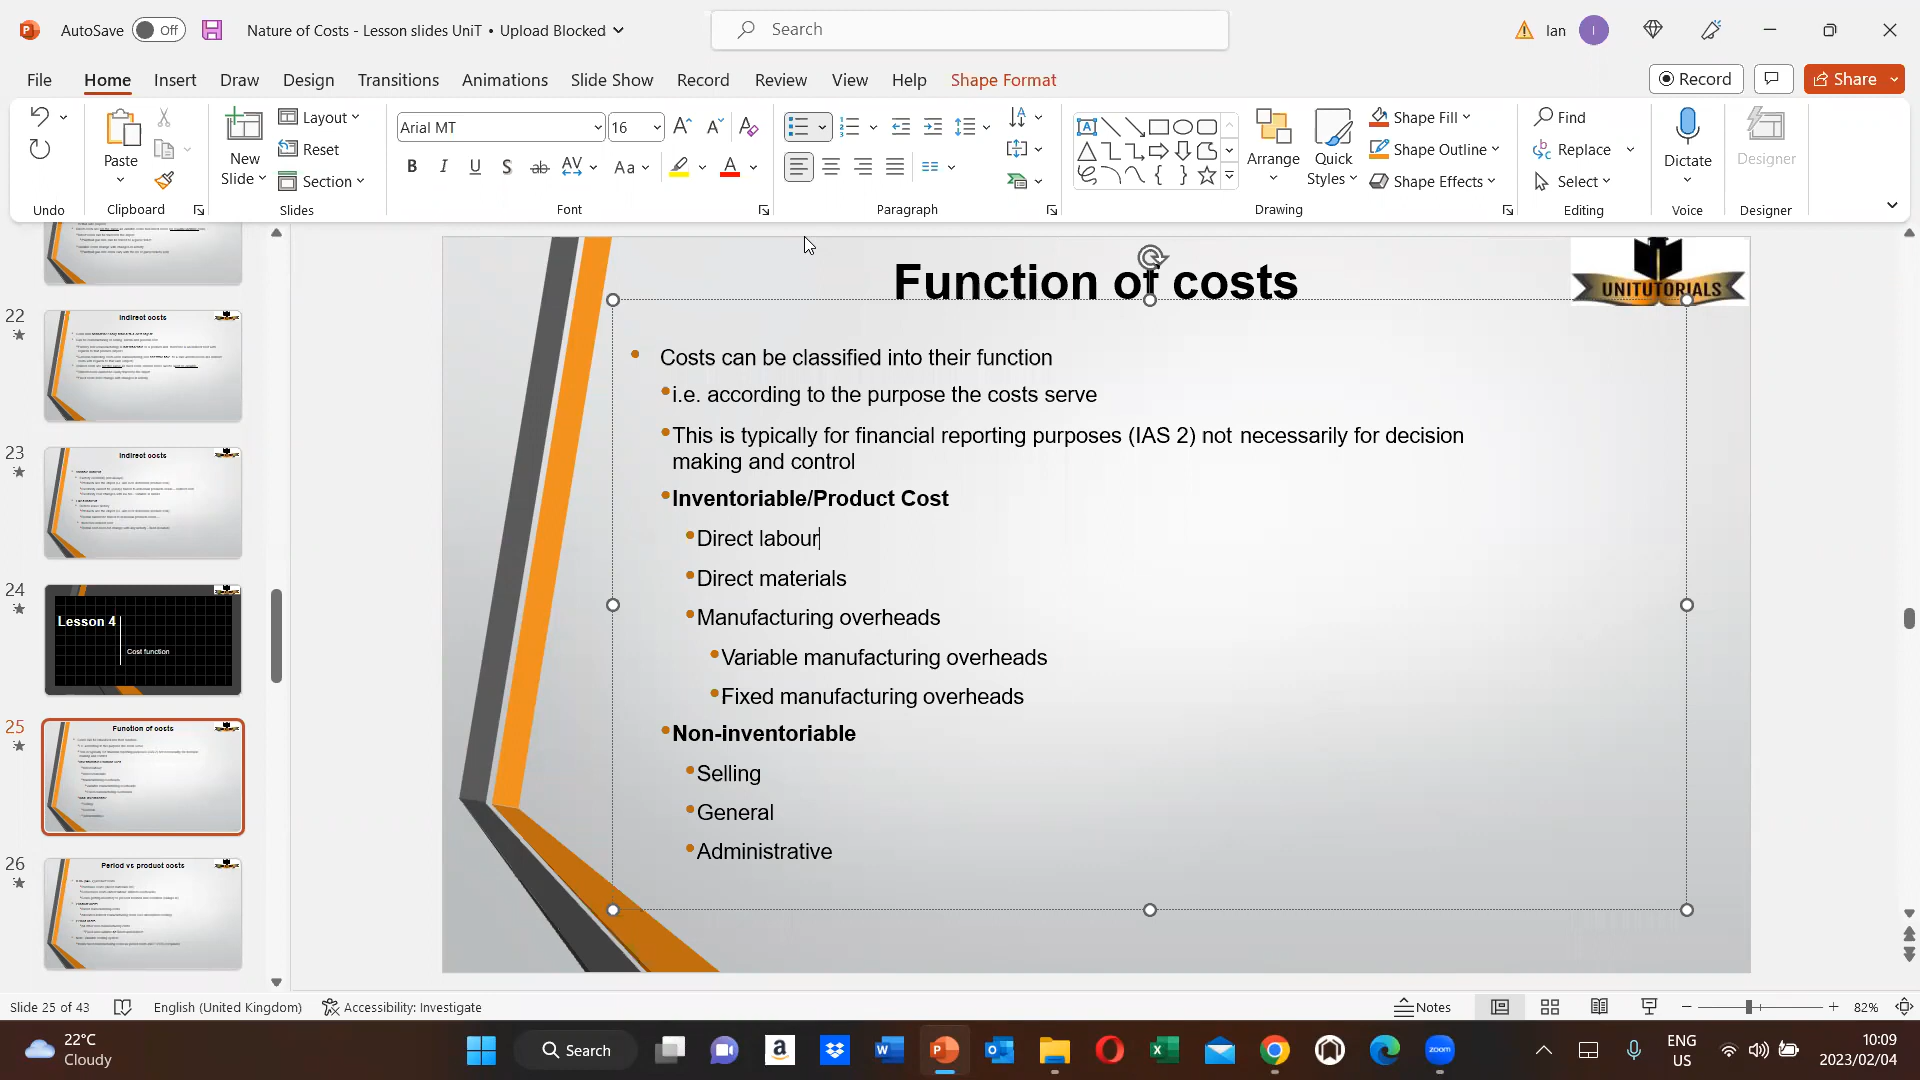 AutoSave Off Nature of Costs - Lesson slides UniT • Upload Blocked Search Ian I
File Home Insert Draw Design Transitions Animations Slide Show Record Review View Help Shape Format Record Share
Paste New Slide Layout Reset Section Arial MT 16 Arrange Quick Styles Shape Fill Shape Outline Shape Effects Find Replace Select Dictate Designer
Undo Clipboard Slides Font Paragraph Drawing Editing Voice Designer
22
Indirect costs
23
Indirect costs
24
Lesson 4
Cost function
25
Function of costs
26
Period vs product costs
Function of costs
UNITUTORIALS
• Costs can be classified into their function
•i.e. according to the purpose the costs serve
•This is typically for financial reporting purposes (IAS 2) not necessarily for decision
making and control
•Inventoriable/Product Cost
•Direct labour
•Direct materials
•Manufacturing overheads
•Variable manufacturing overheads
•Fixed manufacturing overheads
•Non-inventoriable
•Selling
•General
•Administrative
Slide 25 of 43 English (United Kingdom) Accessibility: Investigate Notes 82%
22°C
Cloudy
Search
zoom
ENG
US
10:09
2023/02/04